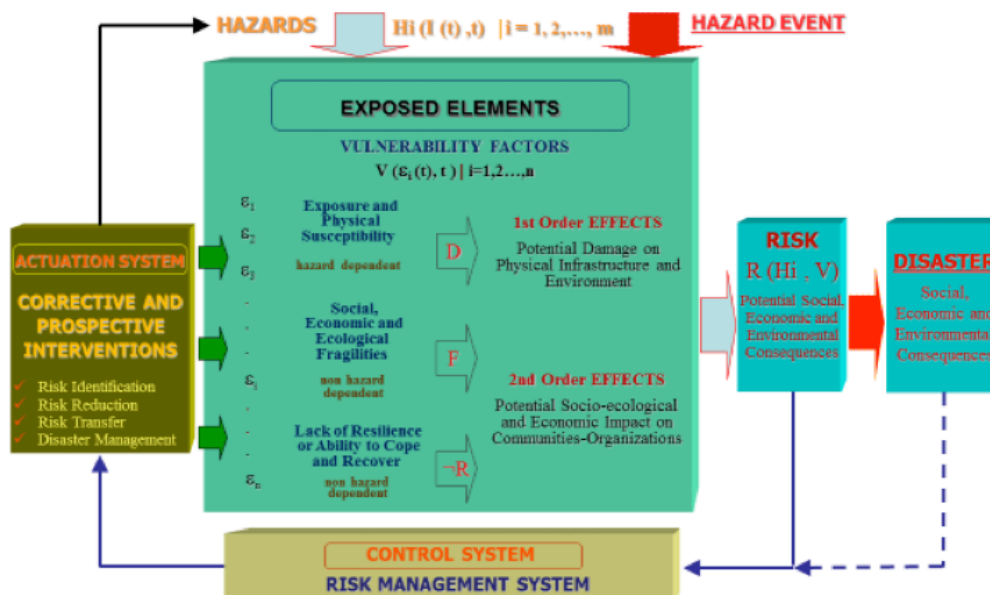 HAZARDS
Hi (I (t) ,t) | i = 1, 2,…, m
HAZARD EVENT
EXPOSED ELEMENTS
VULNERABILITY FACTORS
V (εi (t), t ) | i=1,2…,n
ε1
ε2
ε3
.
.
.
εi
.
.
.
εn
Exposure and
Physical
Susceptibility
hazard dependent
D
Social,
Economic and
Ecological
Fragilities
non hazard
dependent
F
Lack of Resilience
or Ability to Cope
and Recover
non hazard
dependent
¬R
1st Order EFFECTS
Potential Damage on
Physical Infrastructure and
Environment
2nd Order EFFECTS
Potential Socio-ecological
and Economic Impact on
Communities-Organizations
ACTUATION SYSTEM
CORRECTIVE AND
PROSPECTIVE
INTERVENTIONS
✓ Risk Identification
✓ Risk Reduction
✓ Risk Transfer
✓ Disaster Management
RISK
R (Hi , V)
Potential Social,
Economic and
Environmental
Consequences
DISASTER
Social,
Economic and
Environmental
Consequences
CONTROL SYSTEM
RISK MANAGEMENT SYSTEM